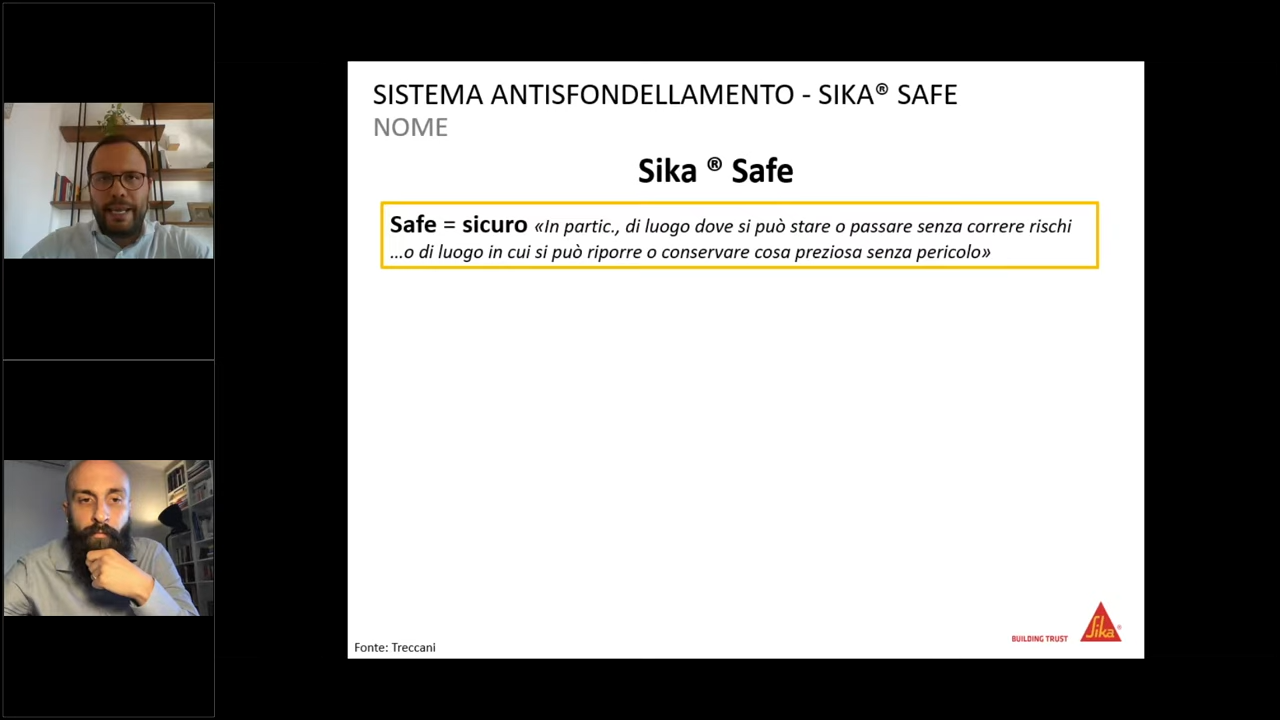 SISTEMA ANTISFONDELLAMENTO - SIKA® SAFE
NOME
Sika ® Safe
Safe = sicuro «In partic., di luogo dove si può stare o passare senza correre rischi
...o di luogo in cui si può riporre o conservare cosa preziosa senza pericolo»
BUILDING TRUST
Sika®
Fonte: Treccani